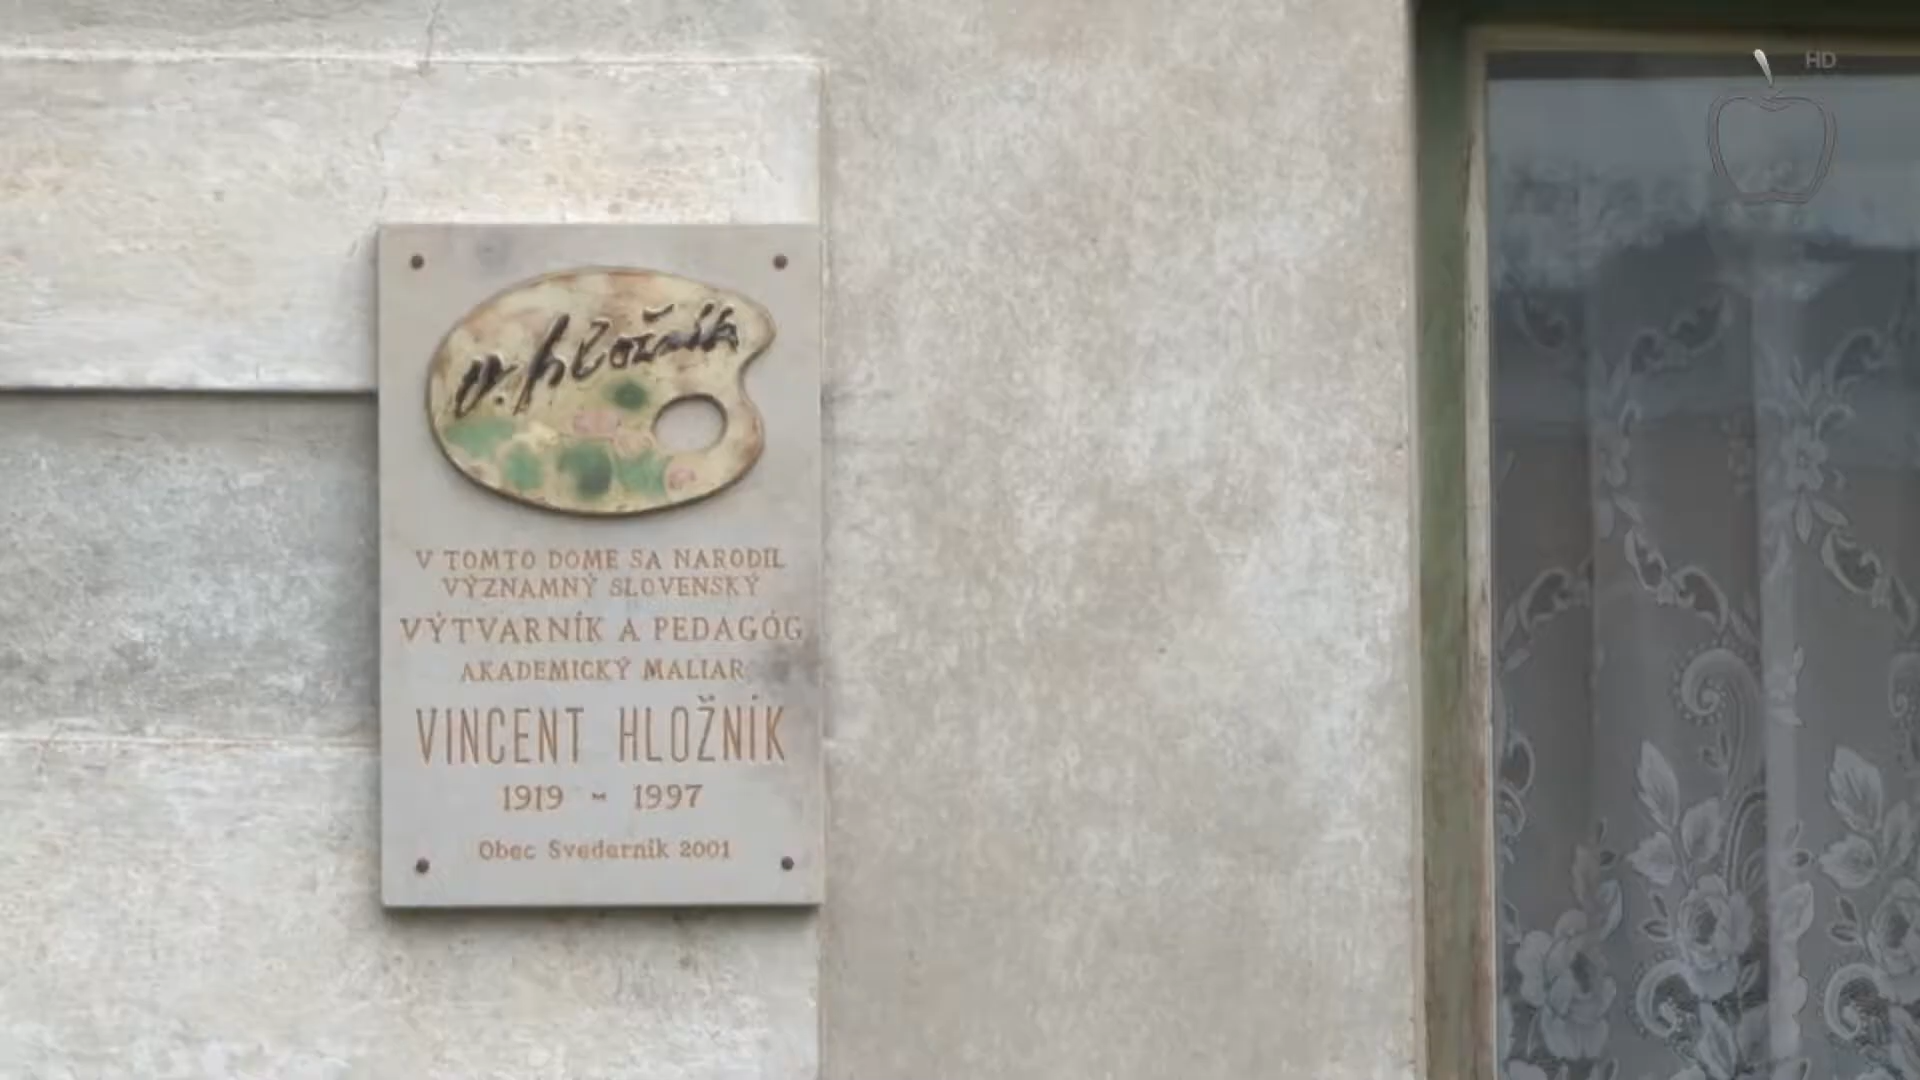 HD
v. hložník
V TOMTO DOME SA NARODIL
VÝZNAMNÝ SLOVENSKÝ
VÝTVARNÍK A PEDAGÓG
AKADEMICKÝ MALIAR
VINCENT HLOŽNÍK
1919 - 1997
Obec Svederník 2001